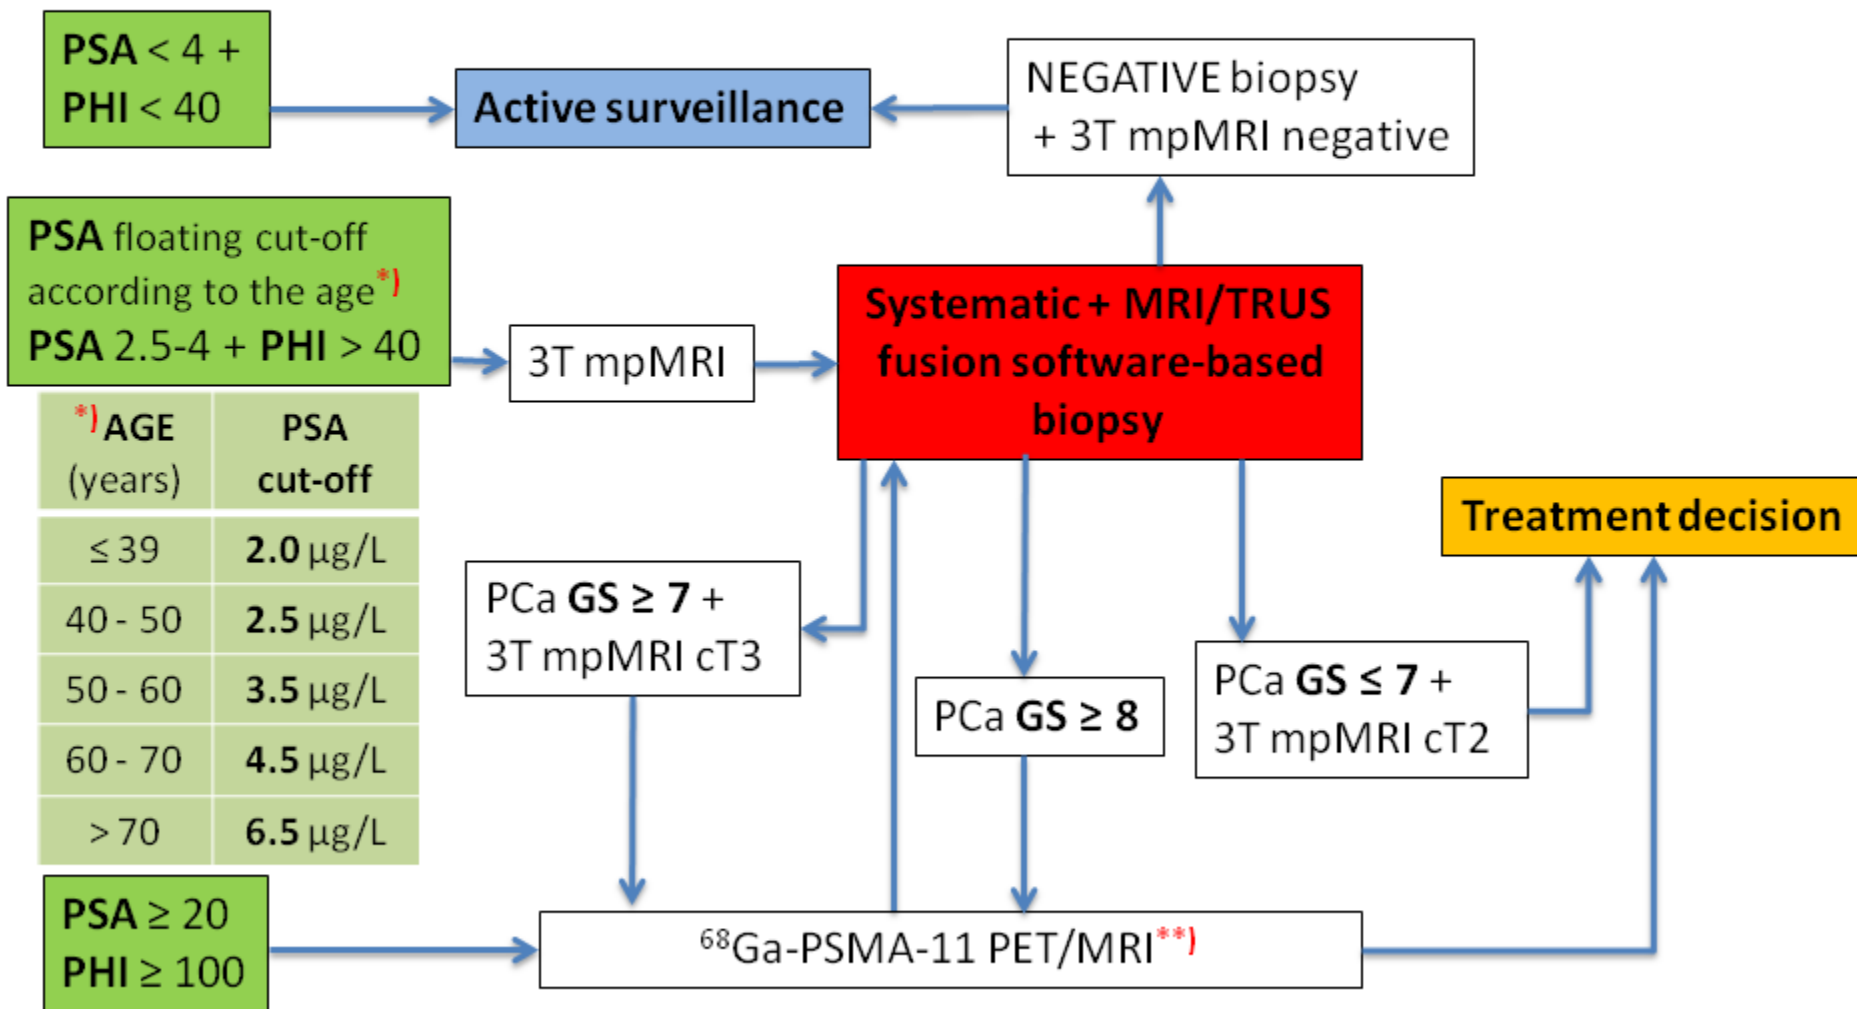 PSA < 4 +
PHI < 40
Active surveillance
NEGATIVE biopsy
+ 3T mpMRI negative
PSA floating cut-off
according to the age*)
PSA 2.5-4 + PHI > 40
3T mpMRI
Systematic + MRI/TRUS
fusion software-based
biopsy
*) AGE
(years)
PSA
cut-off
≤ 39 2.0 µg/L
40 - 50 2.5 µg/L
50 - 60 3.5 µg/L
60 - 70 4.5 µg/L
> 70 6.5 µg/L
Treatment decision
PCa GS ≥ 7 +
3T mpMRI cT3
PCa GS ≥ 8
PCa GS ≤ 7 +
3T mpMRI cT2
PSA ≥ 20
PHI ≥ 100
⁶⁸Ga-PSMA-11 PET/MRI**)